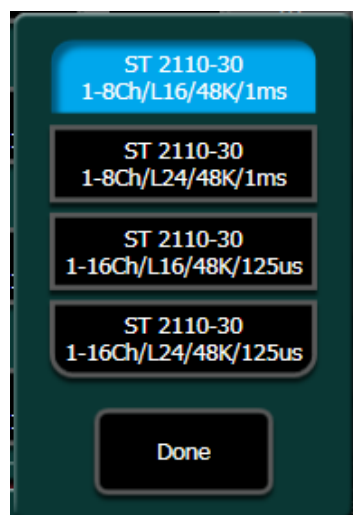 ST 2110-30
1-8Ch/L16/48K/1ms
ST 2110-30
1-8Ch/L24/48K/1ms
ST 2110-30
1-16Ch/L16/48K/125us
ST 2110-30
1-16Ch/L24/48K/125us
Done